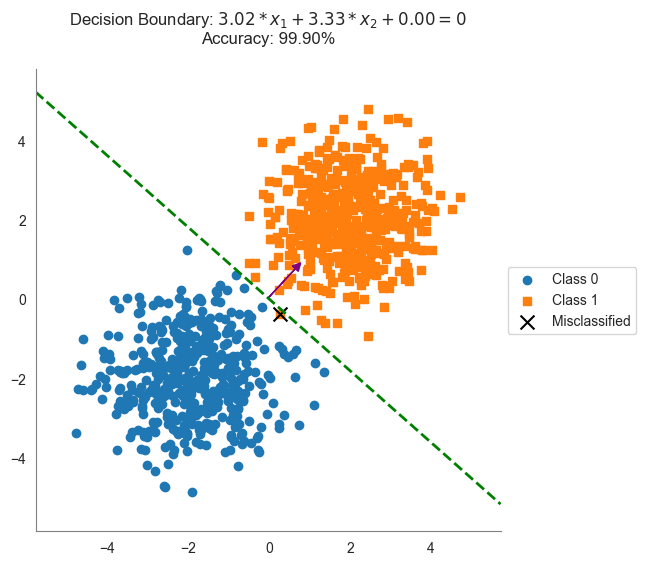 Decision Boundary: 3.02 * x₁ + 3.33 * x₂ + 0.00 = 0
Accuracy: 99.90%
4
2
0
−2
−4
−4
−2
0
2
4
Class 0
Class 1
Misclassified